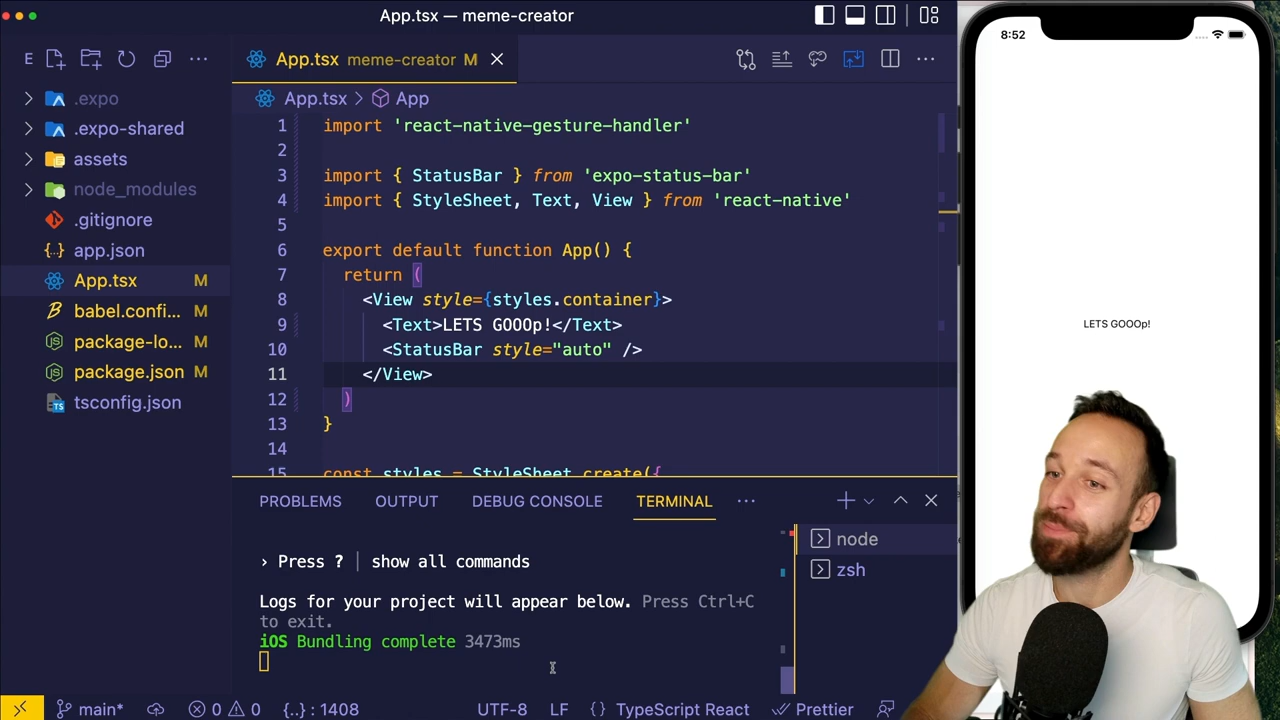 App.tsx — meme-creator
E
App.tsx meme-creator M
.expo
.expo-shared
assets
node_modules
.gitignore
app.json
App.tsx M
babel.confi... M
package-lo... M
package.json M
tsconfig.json
App.tsx > App
1 import 'react-native-gesture-handler'
2
3 import { StatusBar } from 'expo-status-bar'
4 import { StyleSheet, Text, View } from 'react-native'
5
6 export default function App() {
7 return (
8 <View style={styles.container}>
9 <Text>LETS GOOOp!</Text>
10 <StatusBar style="auto" />
11 </View>
12 )
13 }
14
15 const styles = StyleSheet.create({
PROBLEMS OUTPUT DEBUG CONSOLE TERMINAL
› Press ? │ show all commands
Logs for your project will appear below. Press Ctrl+C
to exit.
iOS Bundling complete 3473ms
node
zsh
main* 0 0 {..} : 1408 UTF-8 LF {} TypeScript React Prettier
8:52
LETS GOOOp!